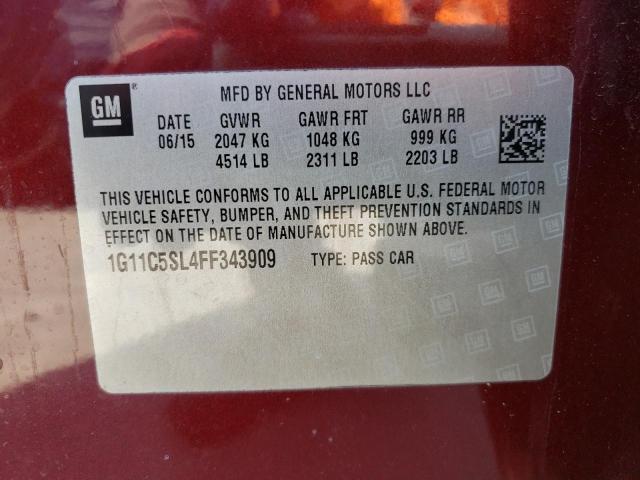 GM ®
MFD BY GENERAL MOTORS LLC
DATE GVWR GAWR FRT GAWR RR
06/15 2047 KG 1048 KG 999 KG
4514 LB 2311 LB 2203 LB
THIS VEHICLE CONFORMS TO ALL APPLICABLE U.S. FEDERAL MOTOR
VEHICLE SAFETY, BUMPER, AND THEFT PREVENTION STANDARDS IN
EFFECT ON THE DATE OF MANUFACTURE SHOWN ABOVE.
1G11C5SL4FF343909 TYPE: PASS CAR